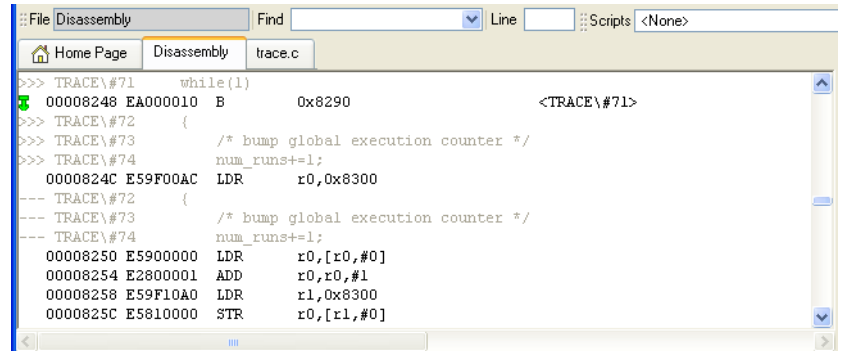 File Disassembly Find Line Scripts <None>
Home Page Disassembly trace.c
>>> TRACE\#71 while(1)
00008248 EA000010 B 0x8290 <TRACE\#71>
>>> TRACE\#72 {
>>> TRACE\#73 /* bump global execution counter */
>>> TRACE\#74 num_runs+=1;
0000824C E59F00AC LDR r0,0x8300
--- TRACE\#72 {
--- TRACE\#73 /* bump global execution counter */
--- TRACE\#74 num_runs+=1;
00008250 E5900000 LDR r0,[r0,#0]
00008254 E2800001 ADD r0,r0,#1
00008258 E59F10A0 LDR r1,0x8300
0000825C E5810000 STR r0,[r1,#0]